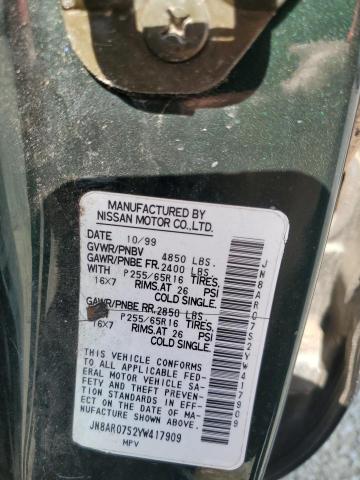 MANUFACTURED BY
NISSAN MOTOR CO.,LTD.
DATE 10/99
GVWR/PNBV 4850 LBS.
GAWR/PNBE FR. 2400 LBS.
WITH P255/65R16 TIRES,
16X7 RIMS.AT 26 PSI
COLD SINGLE.
GAWR/PNBE RR. 2850 LBS.
P255/65R16 TIRES,
16X7 RIMS.AT 26 PSI
COLD SINGLE.
THIS VEHICLE CONFORMS
TO ALL APPLICABLE FED-
ERAL MOTOR VEHICLE SA-
FETY AND THEFT PREVEN-
TION STANDARDS IN EFF-
ECT ON THE DATE OF MA-
NUFACTURE SHOWN ABOVE.
JN8AR07S2YW417909
MPV
JN8AR07S2YW417909